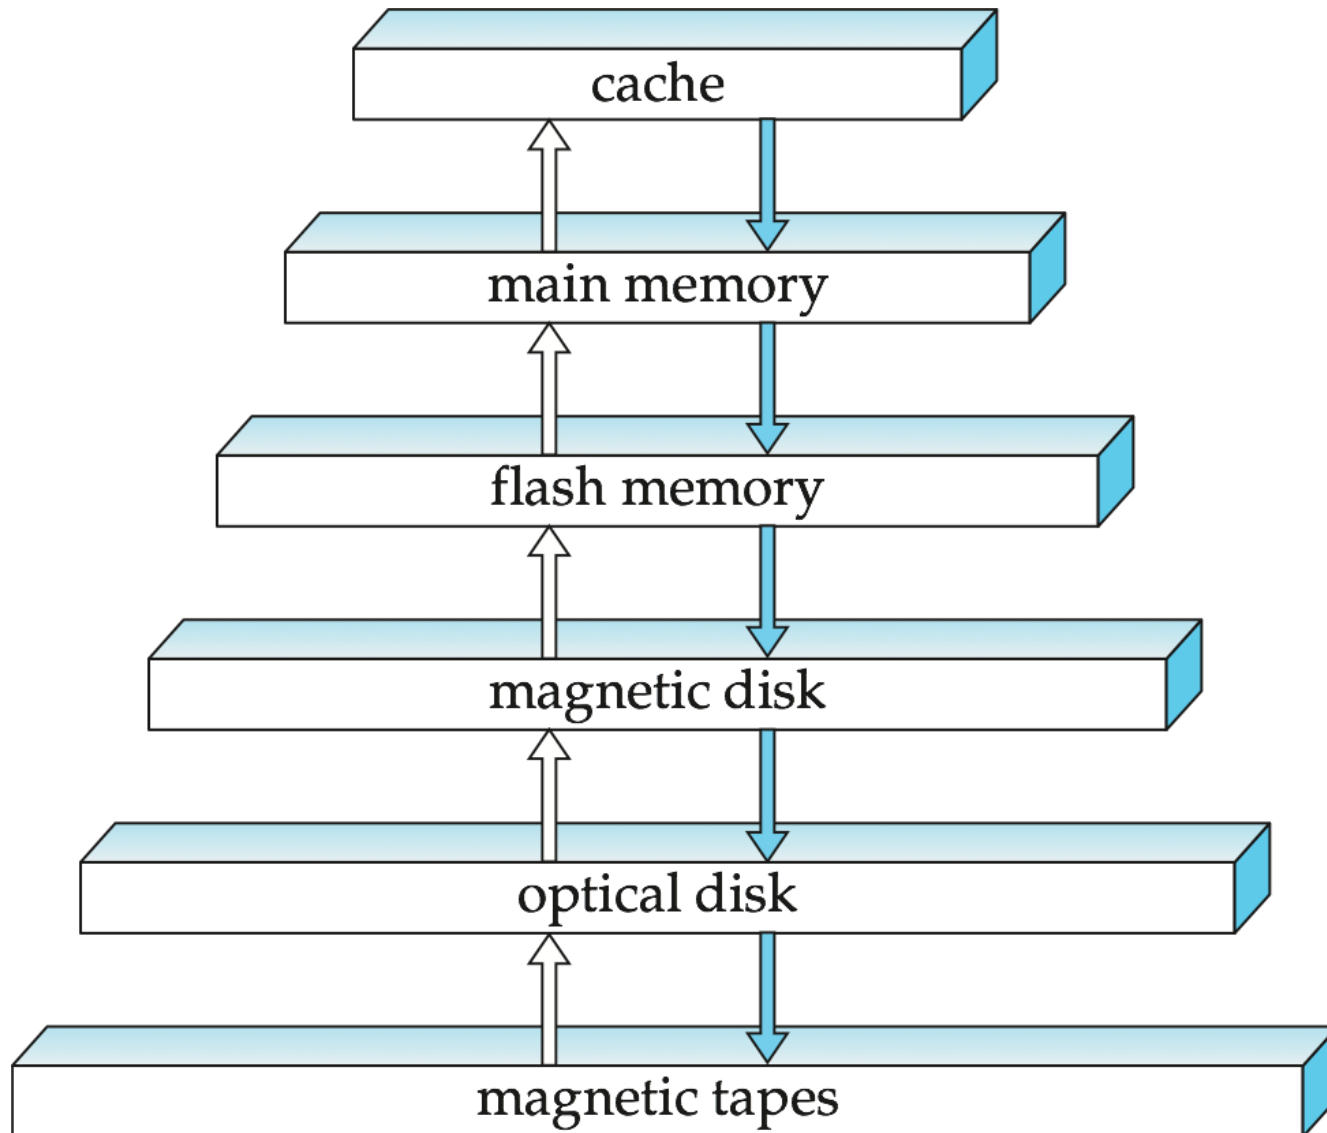 cache
main memory
flash memory
magnetic disk
optical disk
magnetic tapes